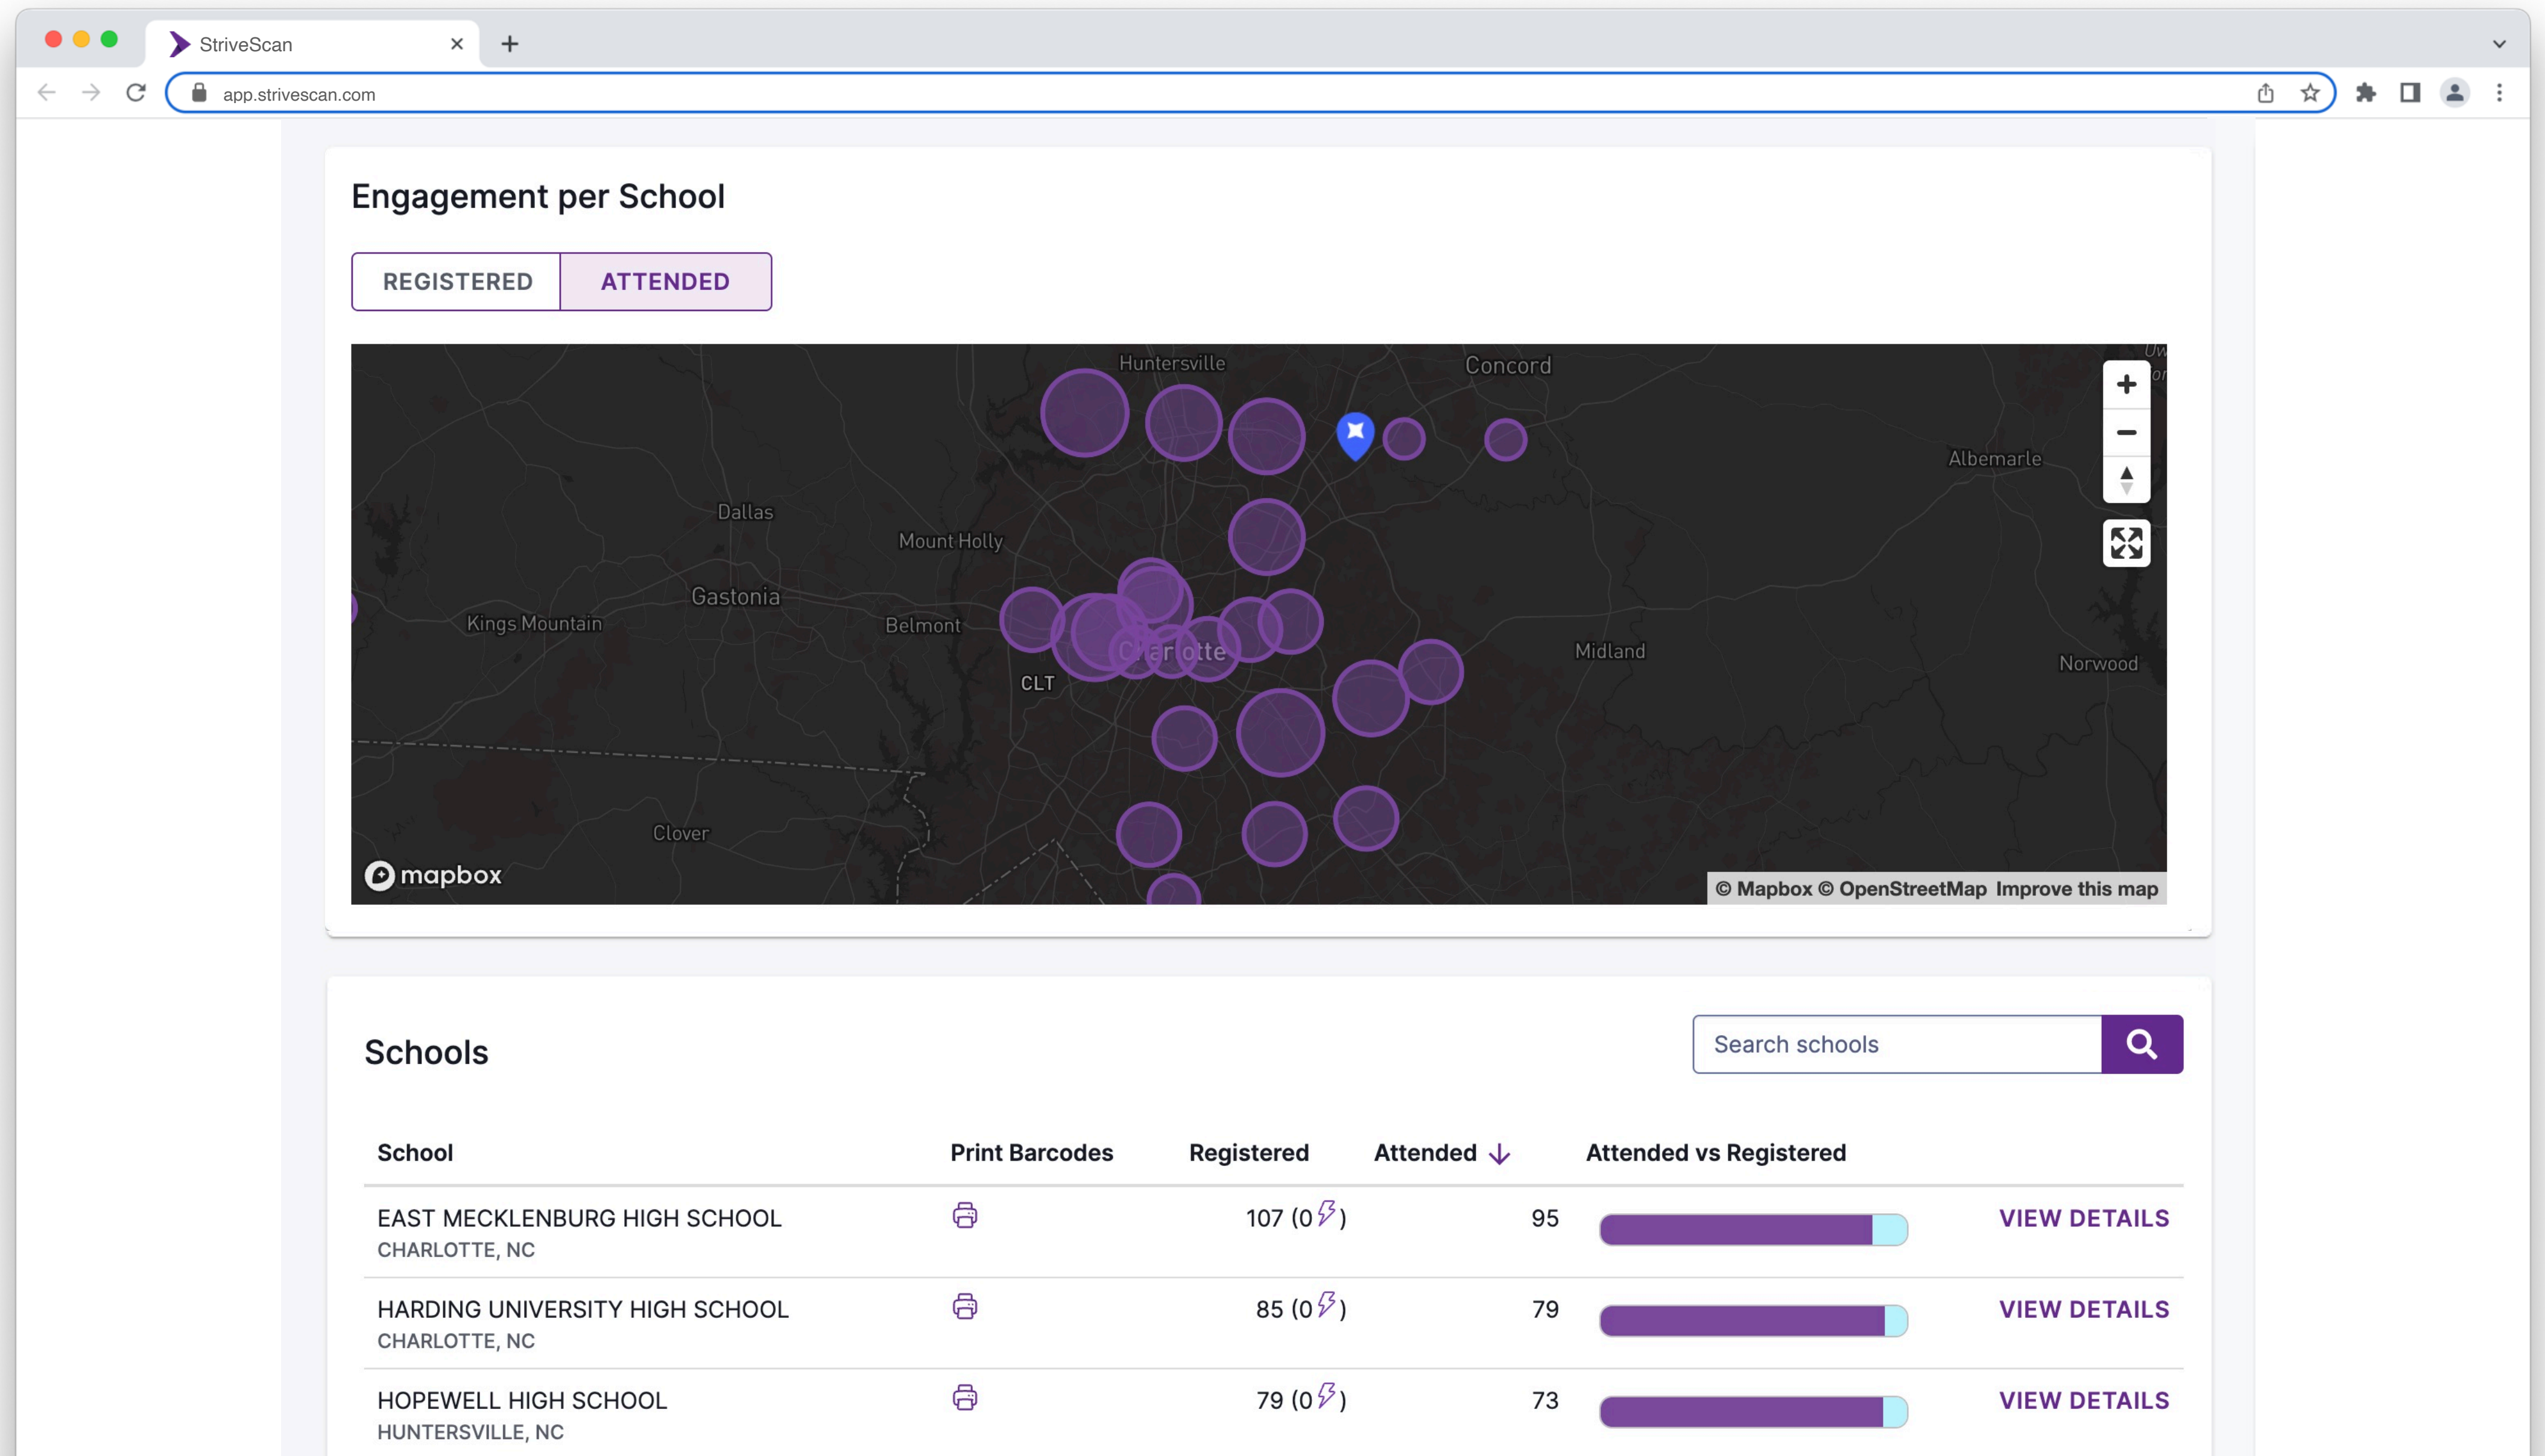 StriveScan
app.strivescan.com
Engagement per School
REGISTERED ATTENDED
Huntersville
Concord
Albemarle
Dallas
Mount Holly
Gastonia
Kings Mountain
Belmont
Charlotte
Midland
Norwood
CLT
Clover
mapbox
© Mapbox © OpenStreetMap Improve this map
Schools
Search schools
School Print Barcodes Registered Attended Attended vs Registered
EAST MECKLENBURG HIGH SCHOOL 107 (0) 95 VIEW DETAILS
CHARLOTTE, NC
HARDING UNIVERSITY HIGH SCHOOL 85 (0) 79 VIEW DETAILS
CHARLOTTE, NC
HOPEWELL HIGH SCHOOL 79 (0) 73 VIEW DETAILS
HUNTERSVILLE, NC